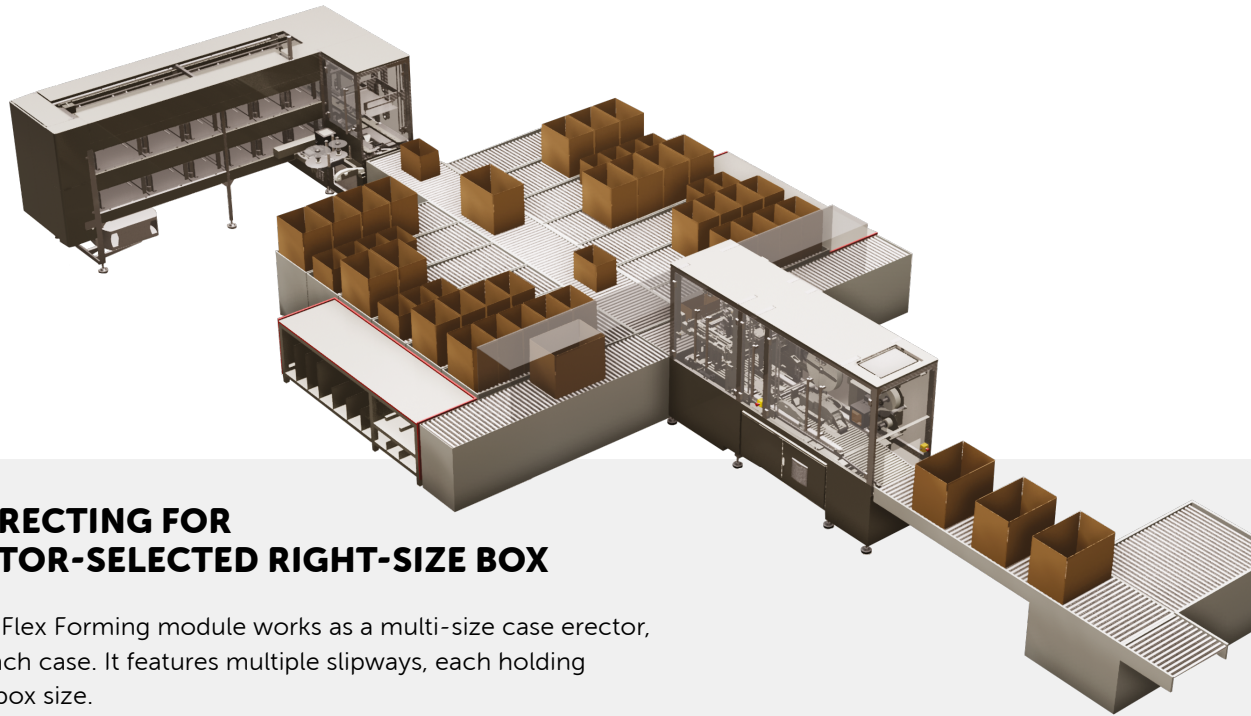 RECTING FOR
TOR-SELECTED RIGHT-SIZE BOX
Flex Forming module works as a multi-size case erector,
ch case. It features multiple slipways, each holding
box size.